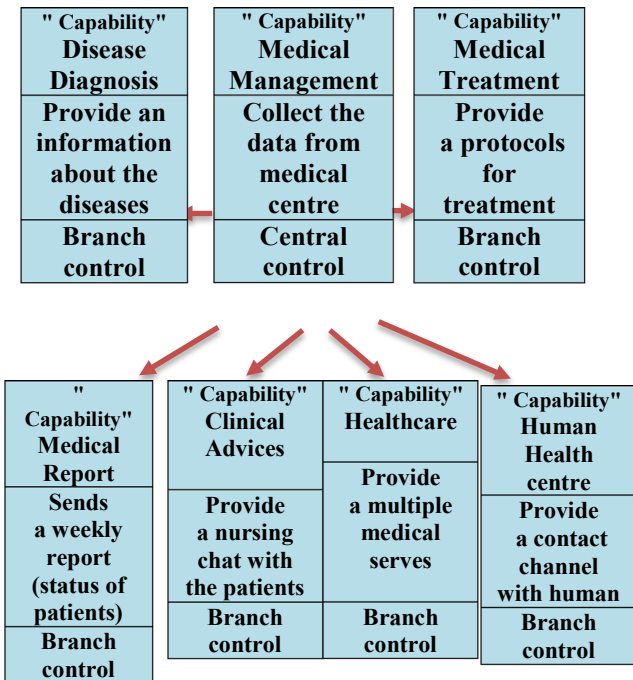 " Capability"
Disease
Diagnosis
Provide an
information
about the
diseases
Branch
control
" Capability"
Medical
Management
Collect the
data from
medical
centre
Central
control
" Capability"
Medical
Treatment
Provide
a protocols
for
treatment
Branch
control
"
Capability"
Medical
Report
Sends
a weekly
report
(status of
patients)
Branch
control
" Capability"
Clinical
Advices
Provide
a nursing
chat with
the patients
Branch
control
" Capability"
Healthcare
Provide
a multiple
medical
serves
Branch
control
" Capability"
Human
Health
centre
Provide
a contact
channel
with human
Branch
control